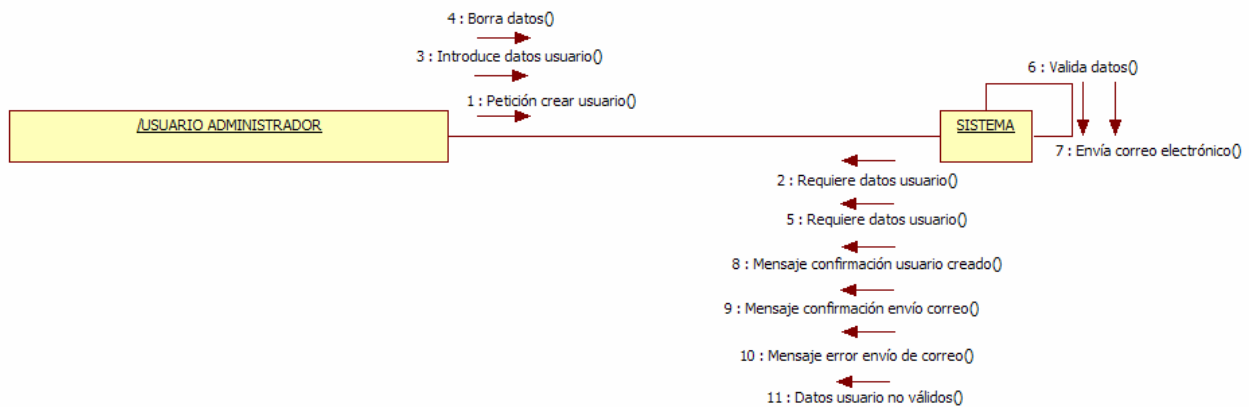 4 : Borra datos()
3 : Introduce datos usuario()
6 : Valida datos()
1 : Petición crear usuario()
/USUARIO ADMINISTRADOR
SISTEMA
7 : Envía correo electrónico()
2 : Requiere datos usuario()
5 : Requiere datos usuario()
8 : Mensaje confirmación usuario creado()
9 : Mensaje confirmación envío correo()
10 : Mensaje error envío de correo()
11 : Datos usuario no válidos()